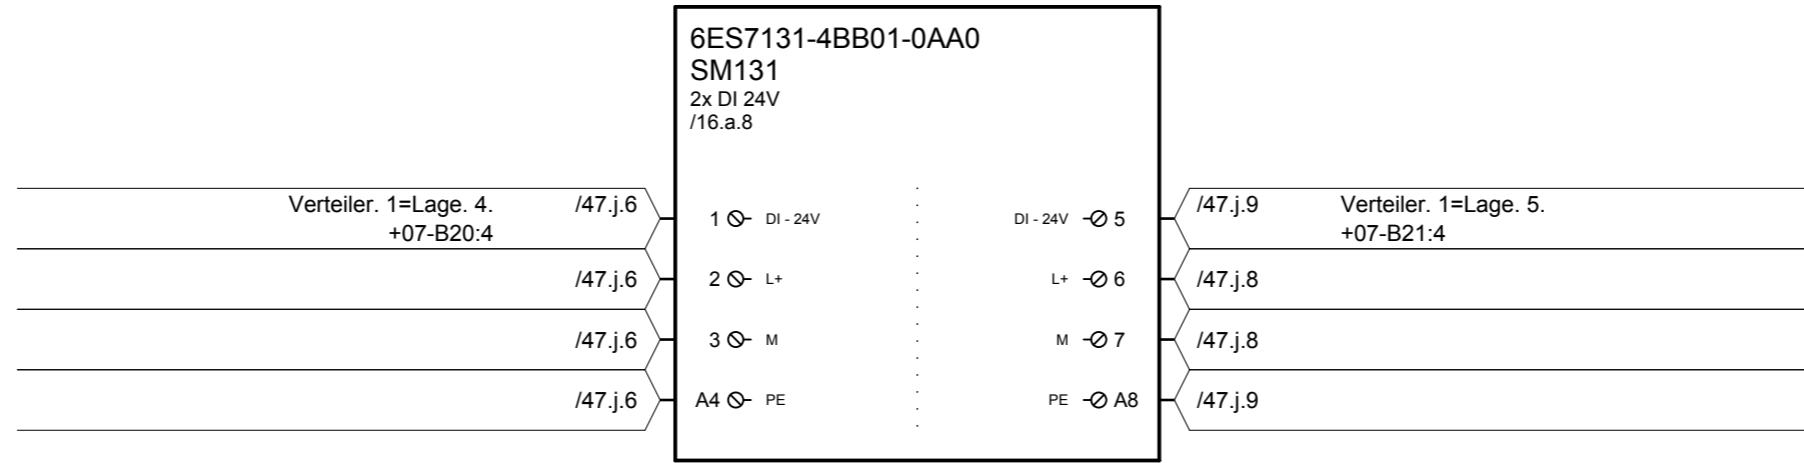 6ES7131-4BB01-0AA0
SM131
2x DI 24V
/16.a.8
Verteiler. 1=Lage. 4. /47.j.6 1 DI - 24V DI - 24V 5 /47.j.9 Verteiler. 1=Lage. 5.
+07-B20:4 +07-B21:4
/47.j.6 2 L+ L+ 6 /47.j.8
/47.j.6 3 M M 7 /47.j.8
/47.j.6 A4 PE PE A8 /47.j.9